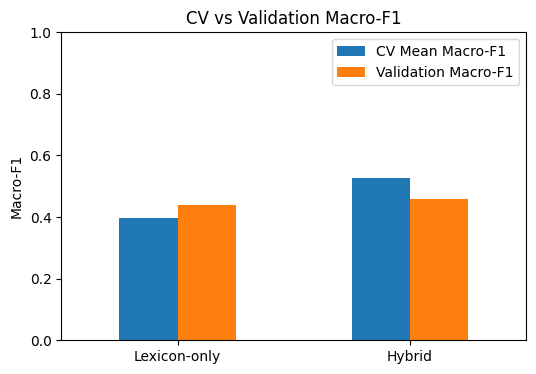 CV vs Validation Macro-F1
CV Mean Macro-F1
Validation Macro-F1
Macro-F1
1.0
0.8
0.6
0.4
0.2
0.0
Lexicon-only
Hybrid